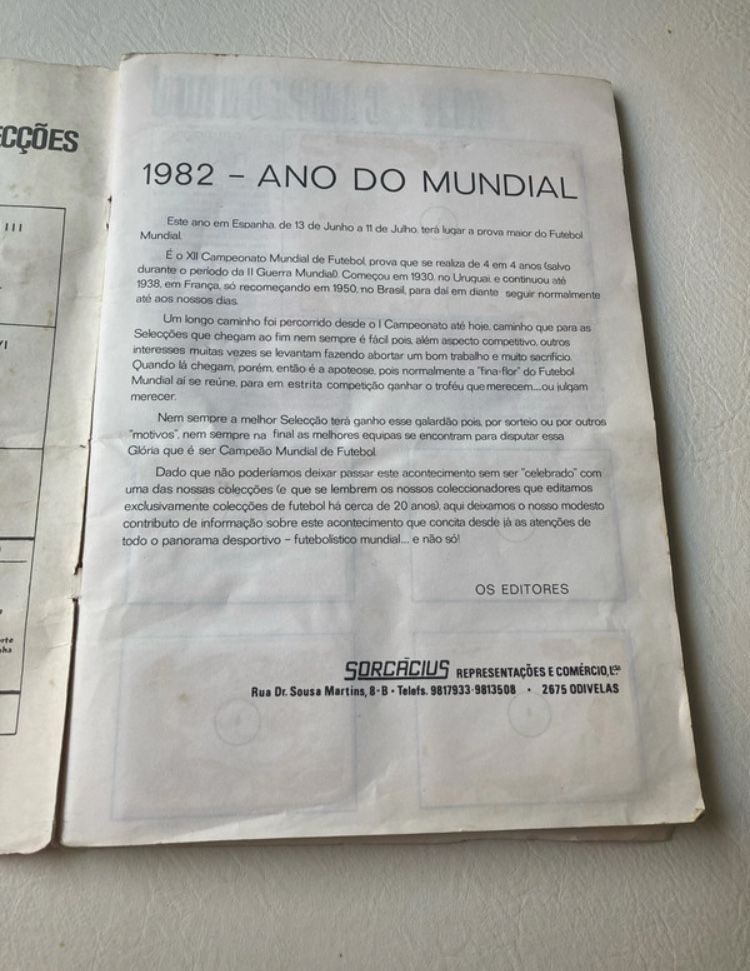 ECÇÕES
III
VI
1982 – ANO DO MUNDIAL
Este ano em Espanha, de 13 de Junho a 11 de Julho, terá lugar a prova maior do Futebol
Mundial.
É o XII Campeonato Mundial de Futebol, prova que se realiza de 4 em 4 anos (salvo
durante o período da II Guerra Mundial). Começou em 1930, no Uruguai, e continuou até
1938, em França, só recomeçando em 1950, no Brasil, para daí em diante seguir normalmente
até aos nossos dias.
Um longo caminho foi percorrido desde o I Campeonato até hoje, caminho que para as
Selecções que chegam ao fim nem sempre é fácil pois, além aspecto competitivo, outros
interesses muitas vezes se levantam fazendo abortar um bom trabalho e muito sacrifício.
Quando lá chegam, porém, então é a apoteose, pois normalmente a "fina-flor" do Futebol
Mundial aí se reúne, para em estrita competição ganhar o troféu que merecem...ou julgam
merecer.
Nem sempre a melhor Selecção terá ganho esse galardão pois, por sorteio ou por outros
"motivos", nem sempre na final as melhores equipas se encontram para disputar essa
Glória que é ser Campeão Mundial de Futebol.
Dado que não poderíamos deixar passar este acontecimento sem ser "celebrado" com
uma das nossas colecções (e que se lembrem os nossos coleccionadores que editamos
exclusivamente colecções de futebol há cerca de 20 anos), aqui deixamos o nosso modesto
contributo de informação sobre este acontecimento que concita desde já as atenções de
todo o panorama desportivo – futebolístico mundial... e não só!
OS EDITORES
SORCÁCIUS REPRESENTAÇÕES E COMÉRCIO, L.da
Rua Dr. Sousa Martins, 8-B • Telefs. 9817933-9813508 • 2675 ODIVELAS